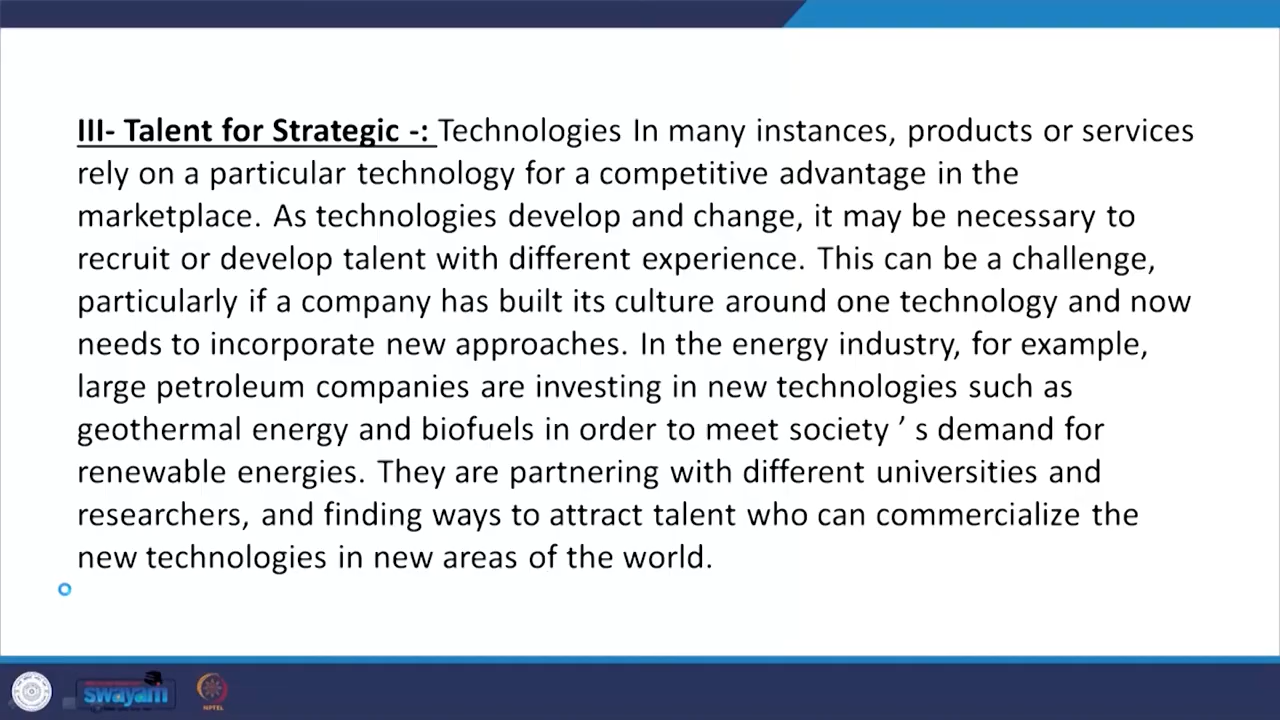 III- Talent for Strategic -: Technologies In many instances, products or services
rely on a particular technology for a competitive advantage in the
marketplace. As technologies develop and change, it may be necessary to
recruit or develop talent with different experience. This can be a challenge,
particularly if a company has built its culture around one technology and now
needs to incorporate new approaches. In the energy industry, for example,
large petroleum companies are investing in new technologies such as
geothermal energy and biofuels in order to meet society ’ s demand for
renewable energies. They are partnering with different universities and
researchers, and finding ways to attract talent who can commercialize the
new technologies in new areas of the world.
swayam
NPTEL